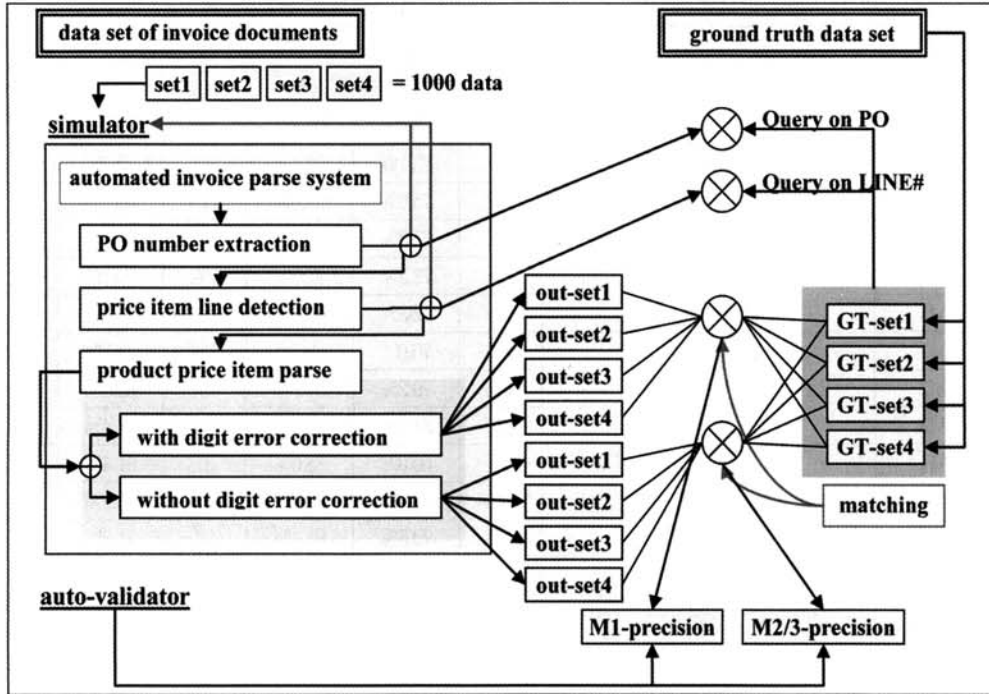 data set of invoice documents
ground truth data set
set1 set2 set3 set4 = 1000 data
simulator
Query on PO
automated invoice parse system
Query on LINE#
PO number extraction
price item line detection
product price item parse
with digit error correction
without digit error correction
out-set1
out-set2
out-set3
out-set4
out-set1
out-set2
out-set3
out-set4
GT-set1
GT-set2
GT-set3
GT-set4
matching
auto-validator
M1-precision
M2/3-precision